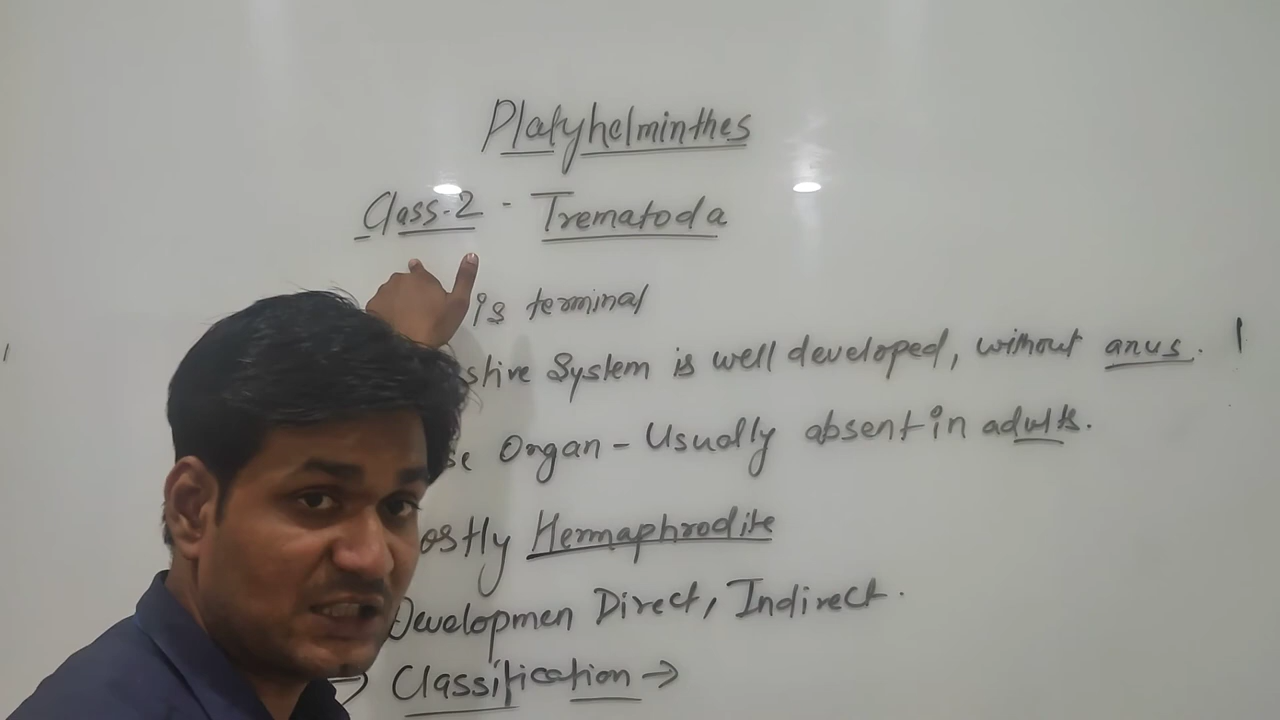 Platyhelminthes
Class-2 - Trematoda
is terminal
stive System is well developed, without anus.
se Organ - Usually absent in adults.
ostly Hermaphrodite
Developmen Direct, Indirect.
Classification →